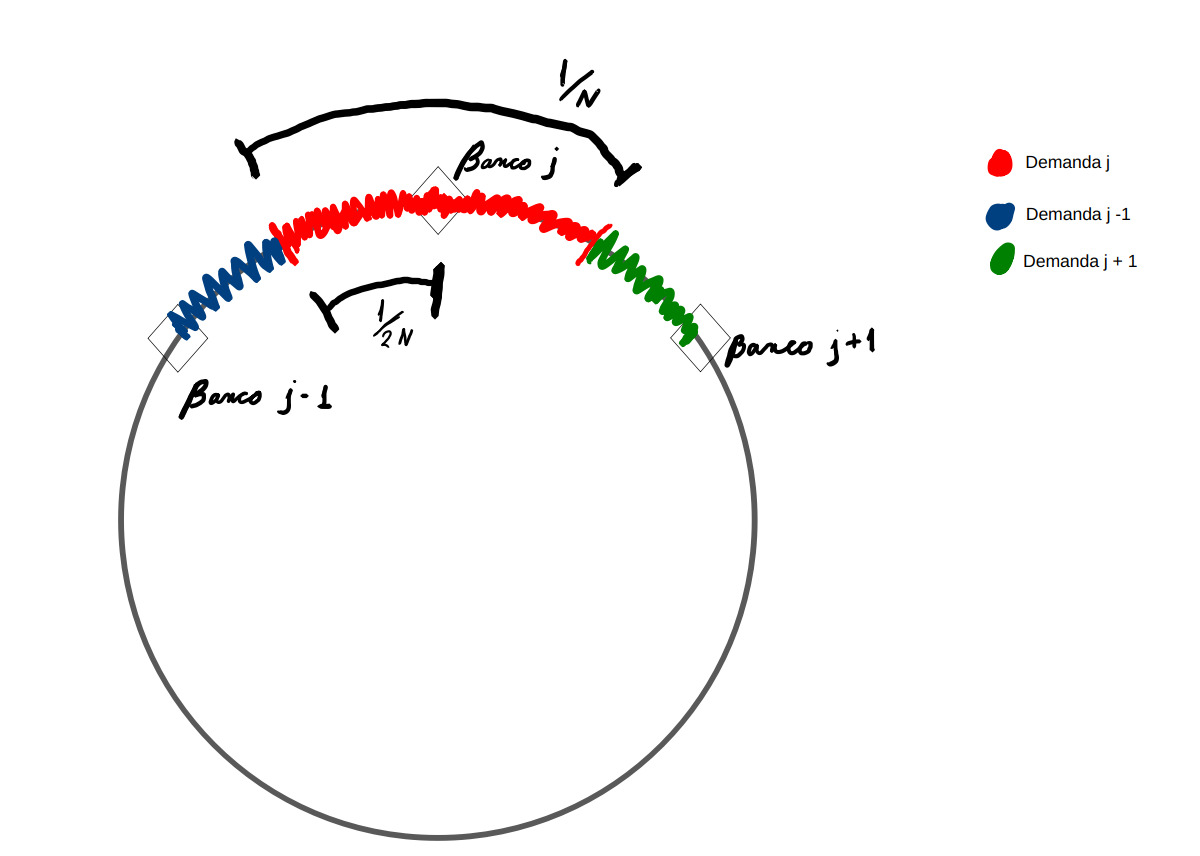 1/N
Banco j
Demanda j
Demanda j -1
Demanda j + 1
1/2N
Banco j+1
Banco j-1